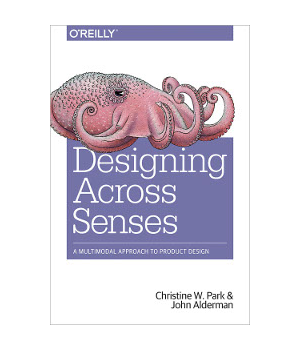 O'REILLY®
Designing
Across
Senses
A MULTIMODAL APPROACH TO PRODUCT DESIGN
Christine W. Park &
John Alderman